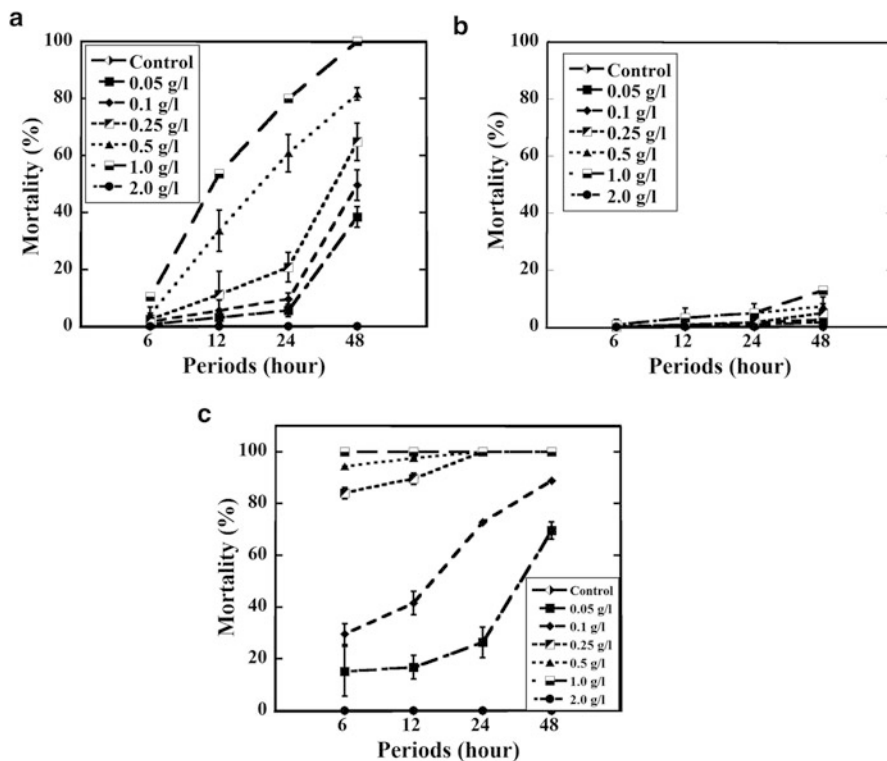 a
100
80
60
40
20
0
Mortality (%)
Control
0.05 g/l
0.1 g/l
0.25 g/l
0.5 g/l
1.0 g/l
2.0 g/l
6 12 24 48
Periods (hour)
b
100
80
60
40
20
0
Mortality (%)
Control
0.05 g/l
0.1 g/l
0.25 g/l
0.5 g/l
1.0 g/l
2.0 g/l
6 12 24 48
Periods (hour)
c
100
80
60
40
20
0
Mortality (%)
Control
0.05 g/l
0.1 g/l
0.25 g/l
0.5 g/l
1.0 g/l
2.0 g/l
6 12 24 48
Periods (hour)